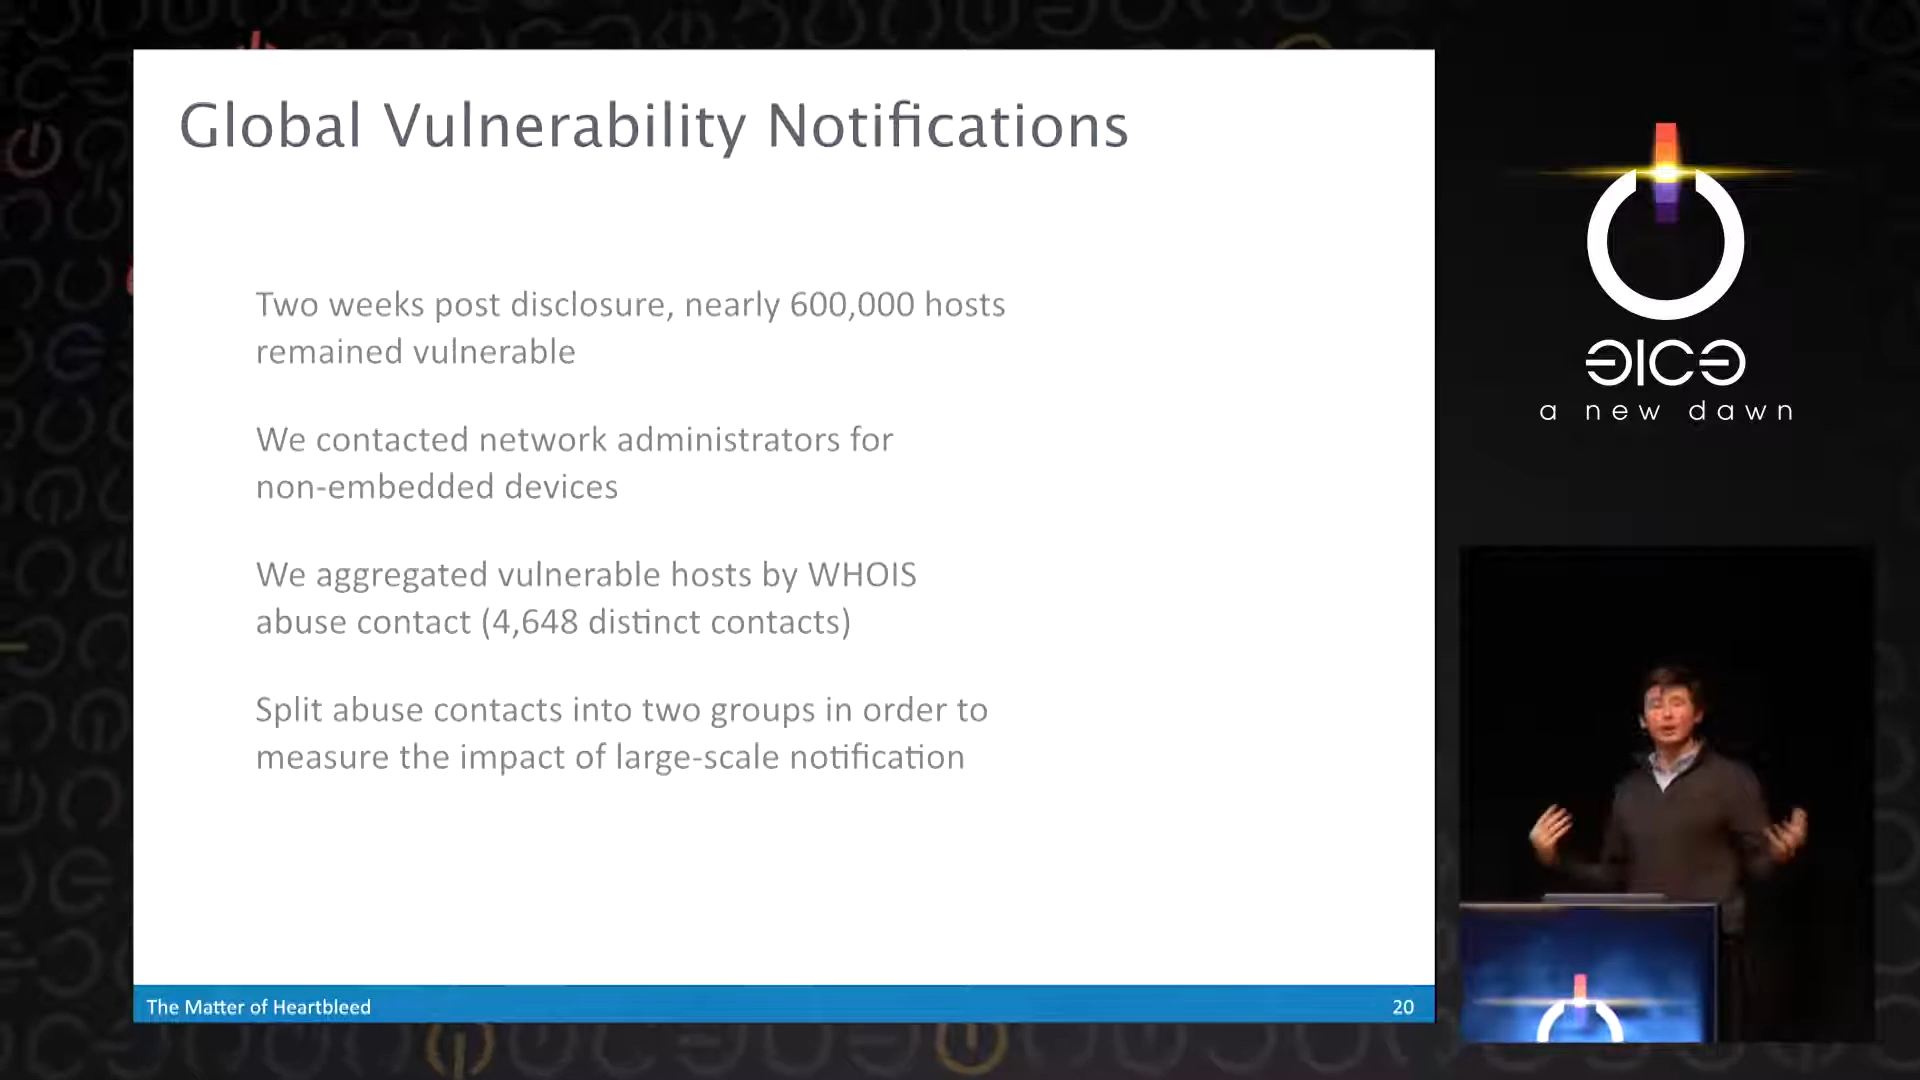 Global Vulnerability Notifications
Two weeks post disclosure, nearly 600,000 hosts
remained vulnerable
We contacted network administrators for
non-embedded devices
We aggregated vulnerable hosts by WHOIS
abuse contact (4,648 distinct contacts)
Split abuse contacts into two groups in order to
measure the impact of large-scale notification
The Matter of Heartbleed
20
a new dawn